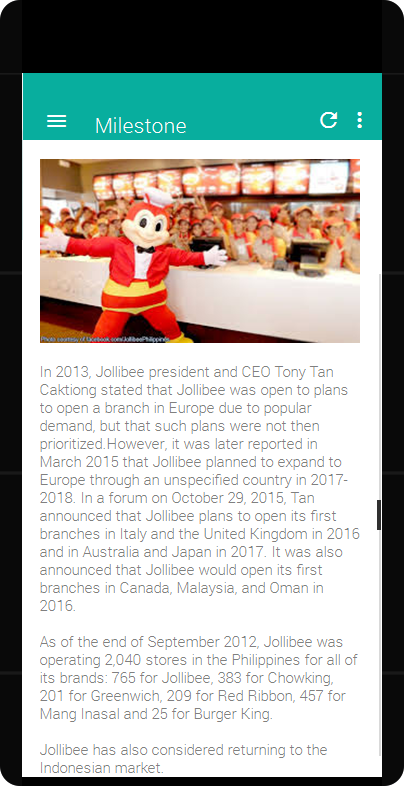 Milestone
Photo courtesy of facebook.com/JollibeePhilippines
In 2013, Jollibee president and CEO Tony Tan
Caktiong stated that Jollibee was open to plans
to open a branch in Europe due to popular
demand, but that such plans were not then
prioritized.However, it was later reported in
March 2015 that Jollibee planned to expand to
Europe through an unspecified country in 2017-
2018. In a forum on October 29, 2015, Tan
announced that Jollibee plans to open its first
branches in Italy and the United Kingdom in 2016
and in Australia and Japan in 2017. It was also
announced that Jollibee would open its first
branches in Canada, Malaysia, and Oman in
2016.
As of the end of September 2012, Jollibee was
operating 2,040 stores in the Philippines for all of
its brands: 765 for Jollibee, 383 for Chowking,
201 for Greenwich, 209 for Red Ribbon, 457 for
Mang Inasal and 25 for Burger King.
Jollibee has also considered returning to the
Indonesian market.